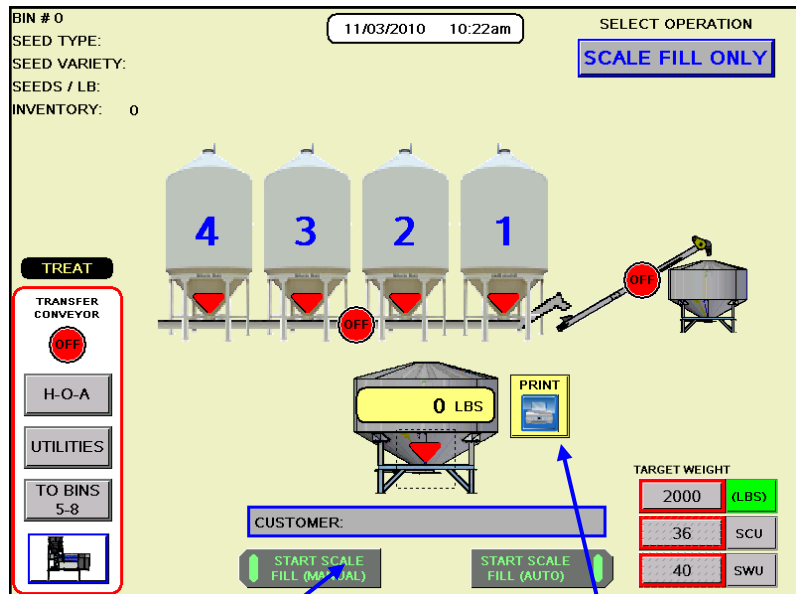 BIN # 0
SEED TYPE:
SEED VARIETY:
SEEDS / LB:
INVENTORY: 0
11/03/2010 10:22am
SELECT OPERATION
SCALE FILL ONLY
4 3 2 1
OFF
OFF
TREAT
TRANSFER
CONVEYOR
OFF
H-O-A
UTILITIES
TO BINS
5-8
0 LBS
PRINT
CUSTOMER:
START SCALE
FILL (MANUAL)
START SCALE
FILL (AUTO)
TARGET WEIGHT
2000 (LBS)
36 SCU
40 SWU